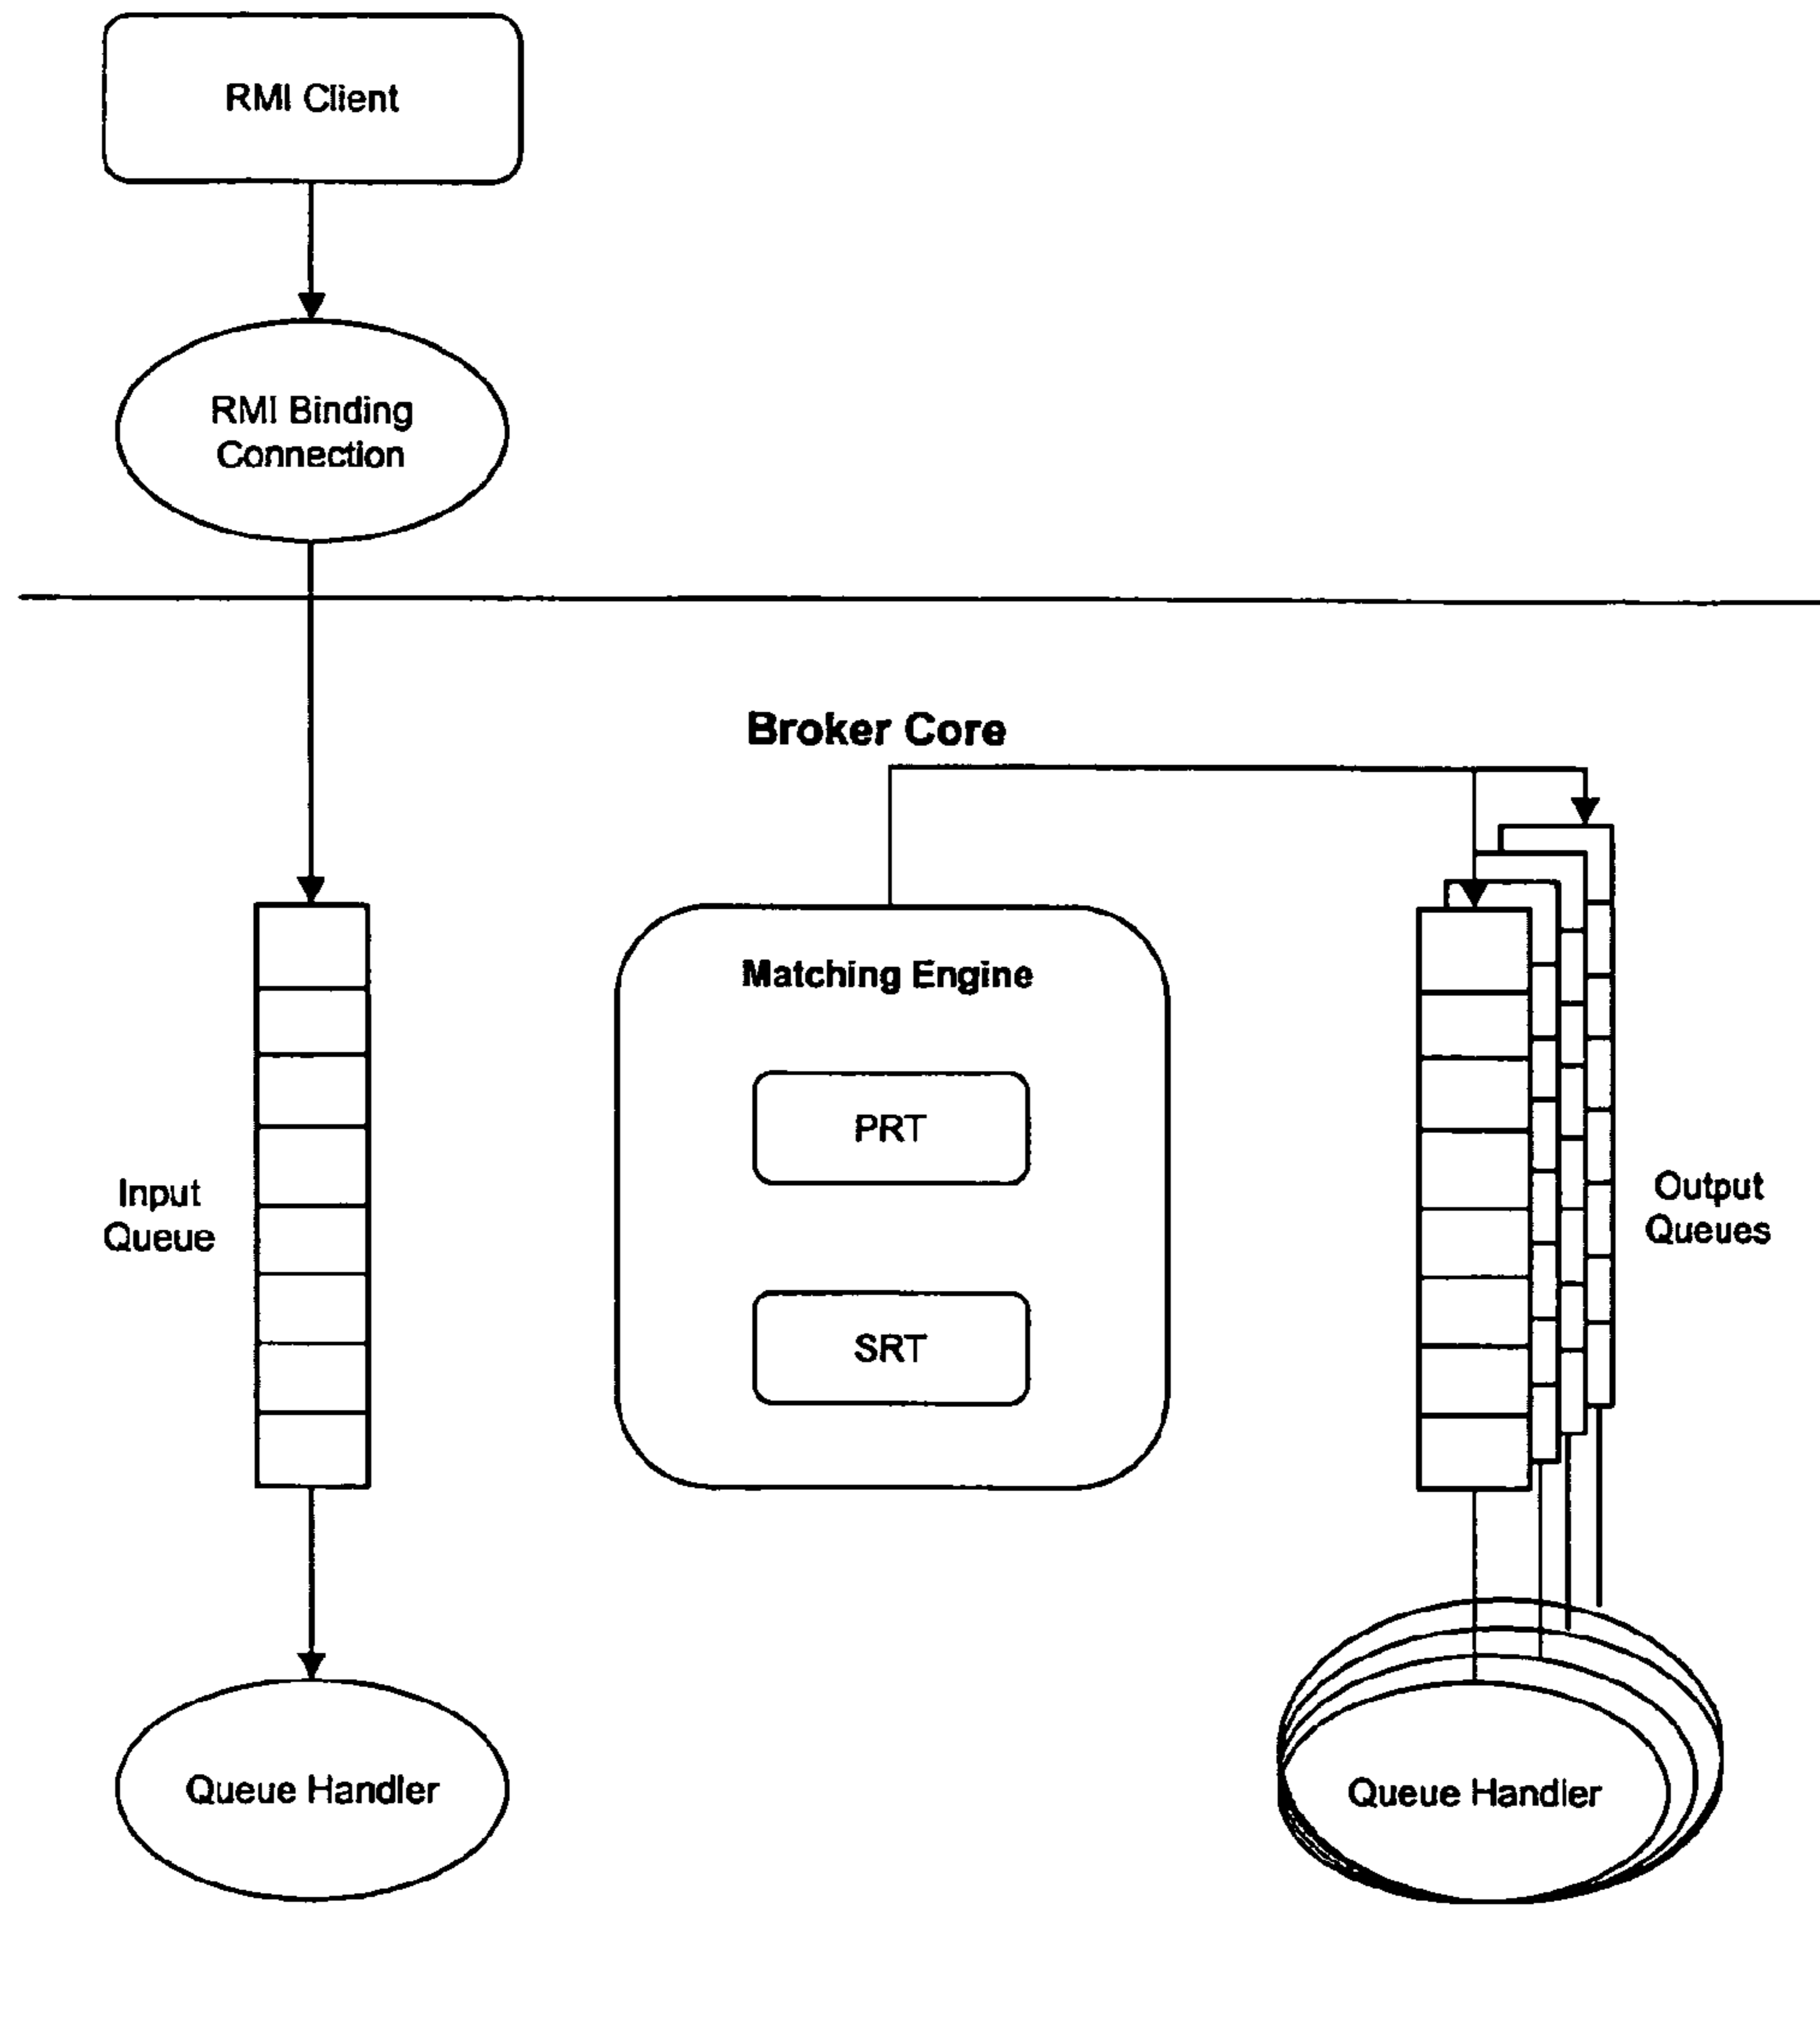 RMI Client
RMI Binding
Connection
Broker Core
Matching Engine
PRT
Input
Queue
Output
Queues
SRT
Queue Handler
Queue Handler